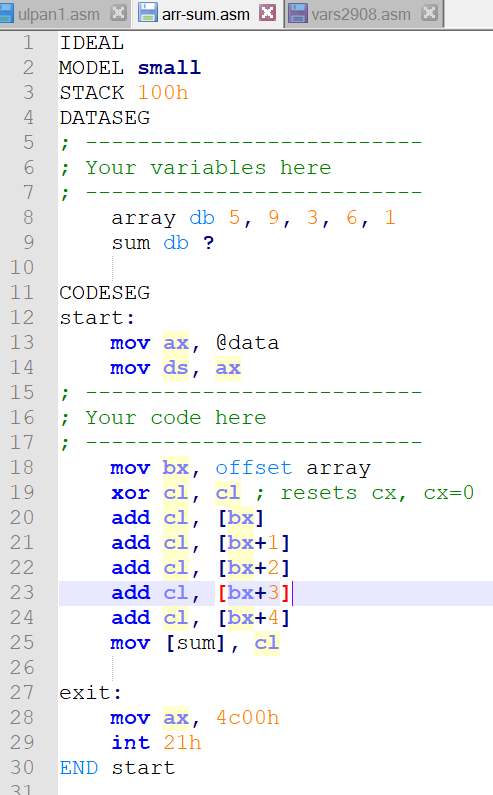 ulpan1.asm arr-sum.asm vars2908.asm
1 IDEAL
2 MODEL small
3 STACK 100h
4 DATASEG
5 ; --------------------------
6 ; Your variables here
7 ; --------------------------
8 array db 5, 9, 3, 6, 1
9 sum db ?
10
11 CODESEG
12 start:
13 mov ax, @data
14 mov ds, ax
15 ; --------------------------
16 ; Your code here
17 ; --------------------------
18 mov bx, offset array
19 xor cl, cl ; resets cx, cx=0
20 add cl, [bx]
21 add cl, [bx+1]
22 add cl, [bx+2]
23 add cl, [bx+3]
24 add cl, [bx+4]
25 mov [sum], cl
26
27 exit:
28 mov ax, 4c00h
29 int 21h
30 END start
31